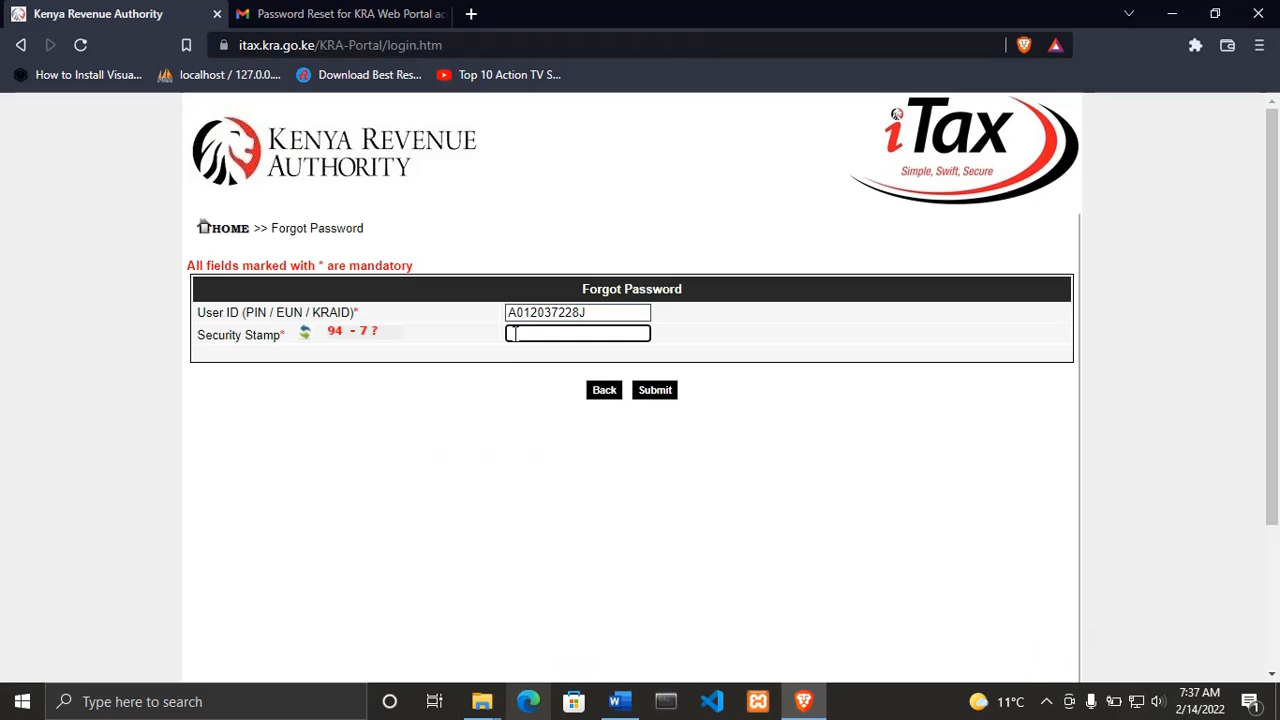 Kenya Revenue Authority
Password Reset for KRA Web Portal ac
itax.kra.go.ke/KRA-Portal/login.htm
How to Install Visua...
localhost / 127.0.0....
Download Best Res...
Top 10 Action TV S...
KENYA REVENUE
AUTHORITY
iTax
Simple, Swift, Secure
HOME >> Forgot Password
All fields marked with * are mandatory
Forgot Password
User ID (PIN / EUN / KRAID)* A012037228J
Security Stamp* 94 - 7 ?
Back Submit
Type here to search
11°C
7:37 AM
2/14/2022
1